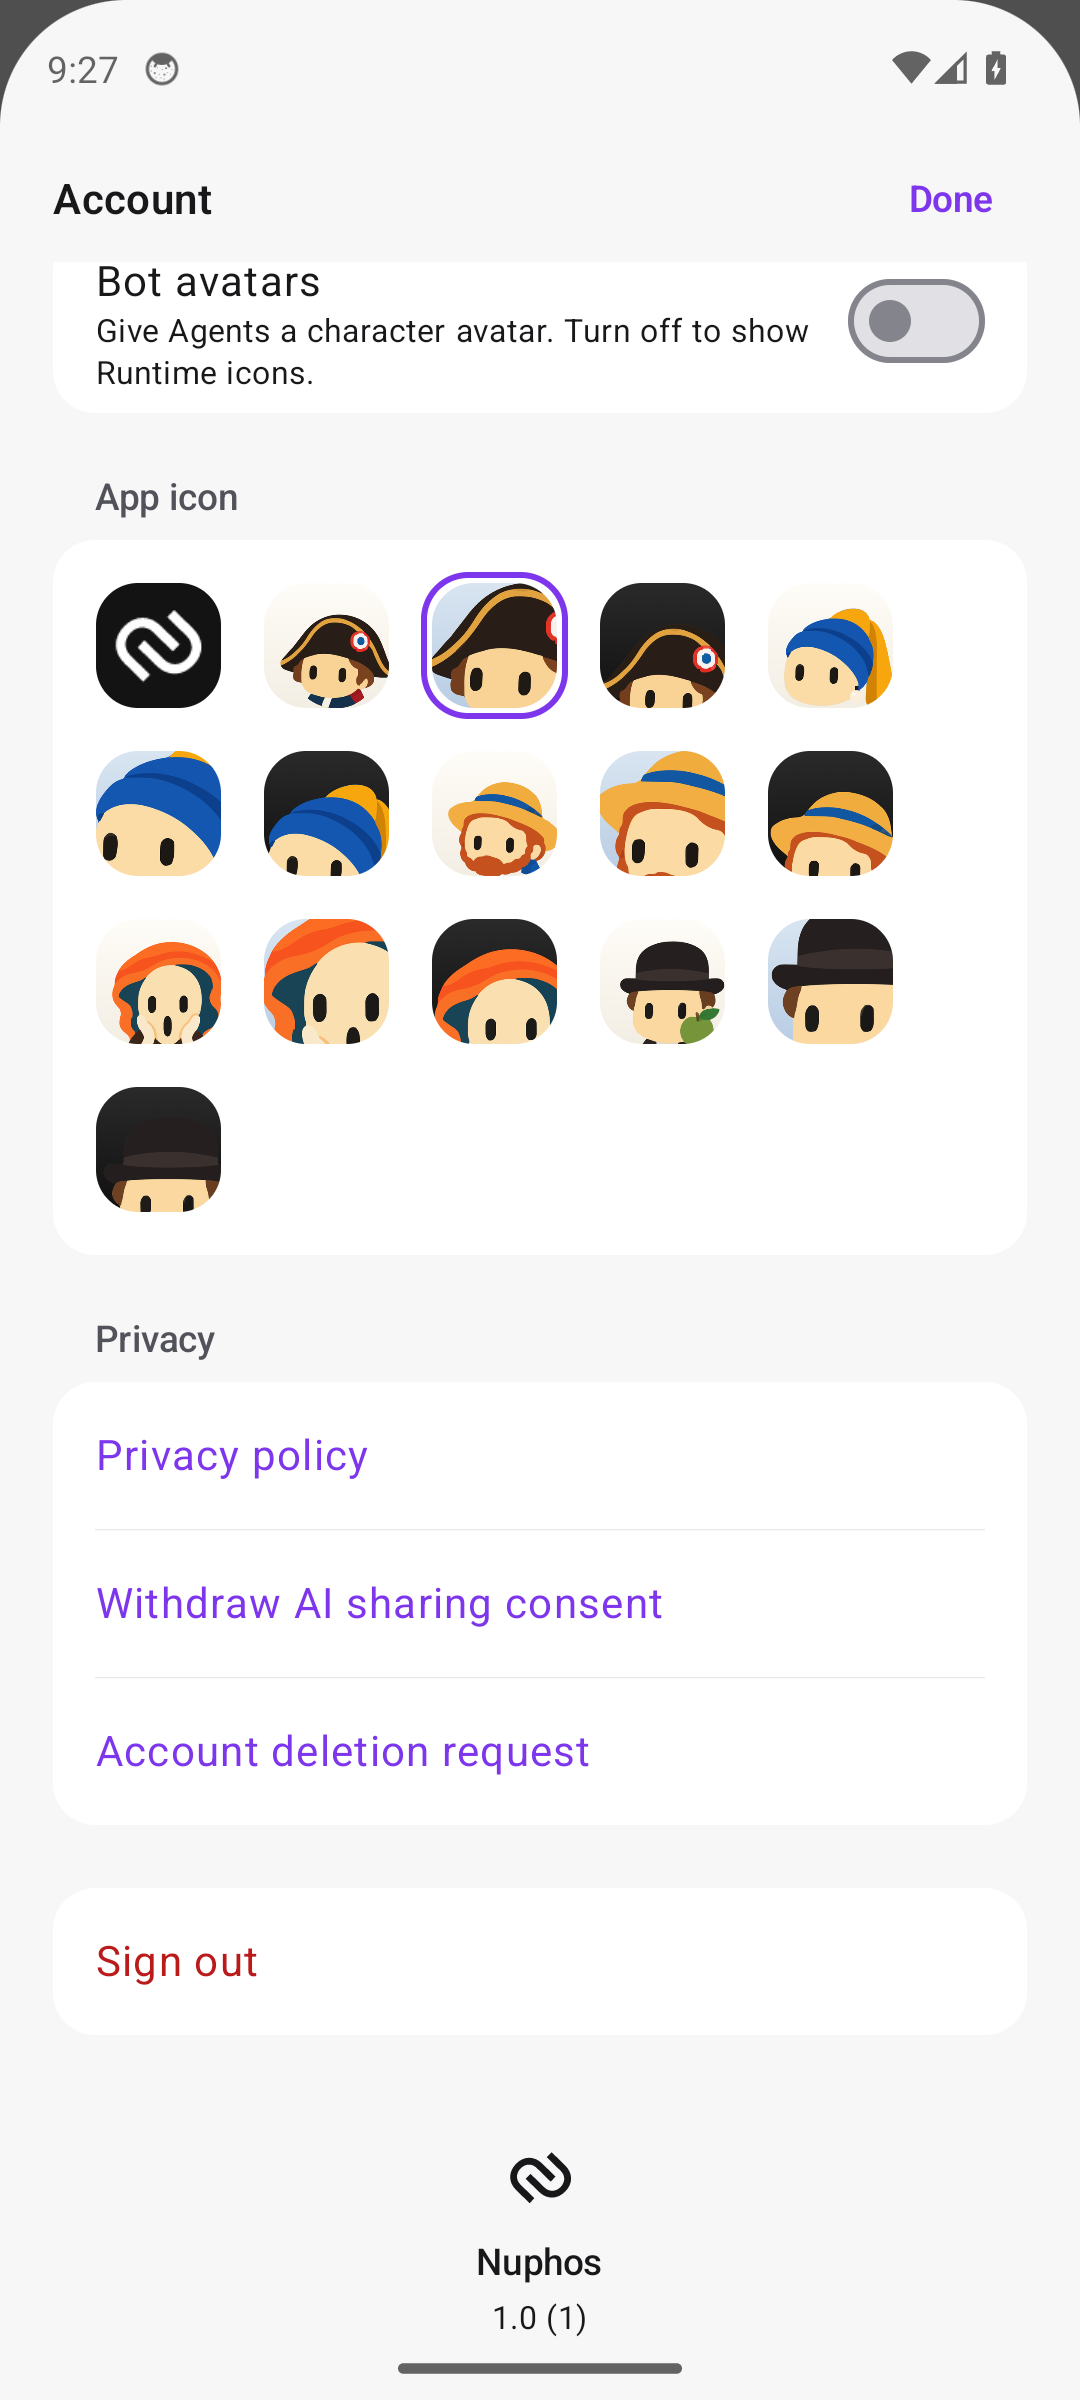 9:27
Account
Done
Bot avatars
Give Agents a character avatar. Turn off to show
Runtime icons.
App icon
Privacy
Privacy policy
Withdraw AI sharing consent
Account deletion request
Sign out
Nuphos
1.0 (1)